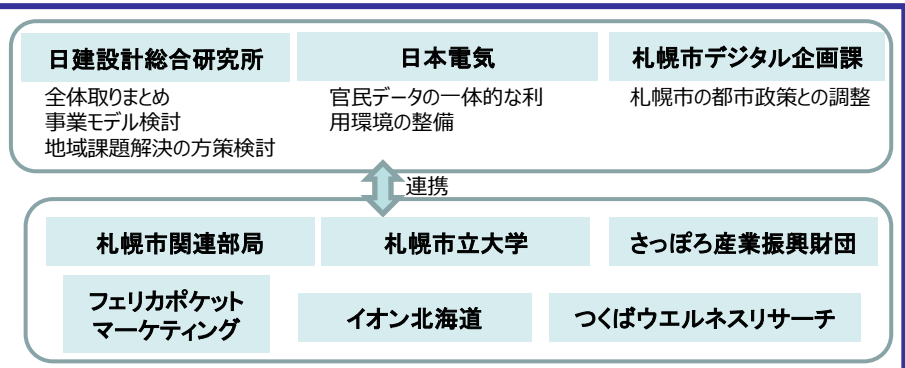 日建設計総合研究所
全体取りまとめ
事業モデル検討
地域課題解決の方策検討
日本電気
官民データの一体的な利
用環境の整備
札幌市デジタル企画課
札幌市の都市政策との調整
連携
札幌市関連部局
札幌市立大学
さっぽろ産業振興財団
フェリカポケット
マーケティング
イオン北海道
つくばウエルネスリサーチ